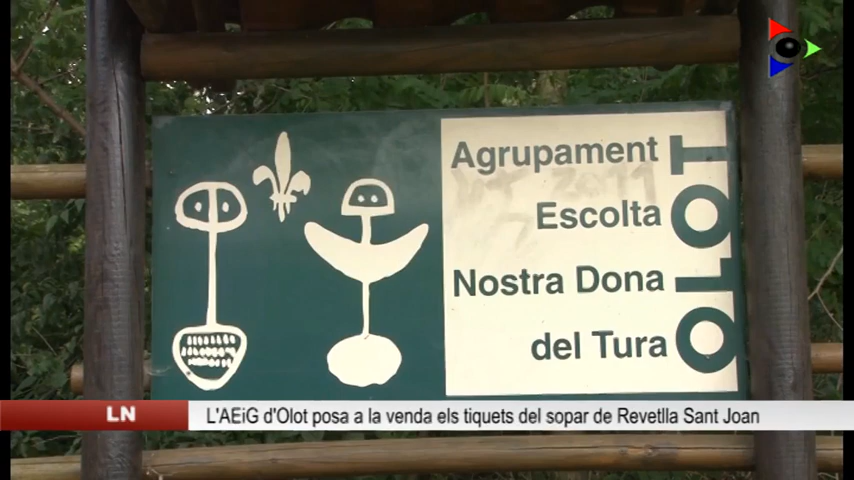 Agrupament
Escolta
Nostra Dona
del Tura
OLOT
LN
L'AEiG d'Olot posa a la venda els tiquets del sopar de Revetlla Sant Joan